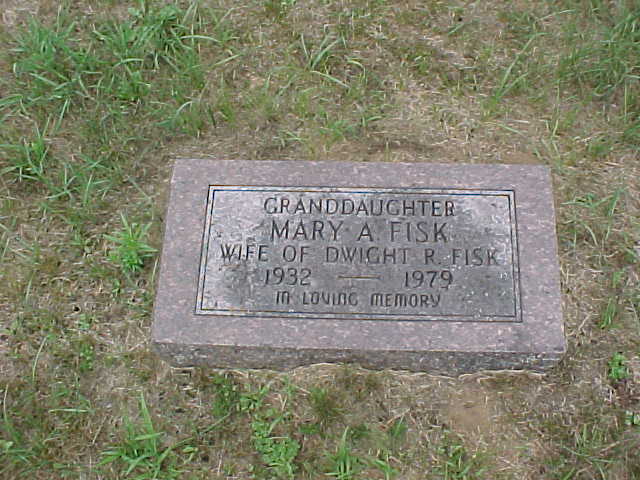 GRANDDAUGHTER
MARY A. FISK
WIFE OF DWIGHT R. FISK
1932 — 1979
IN LOVING MEMORY